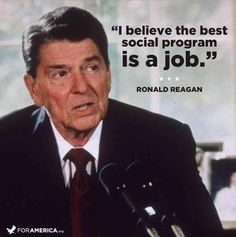 “I believe the best
social program
is a job.”
RONALD REAGAN
FORAMERICA.org